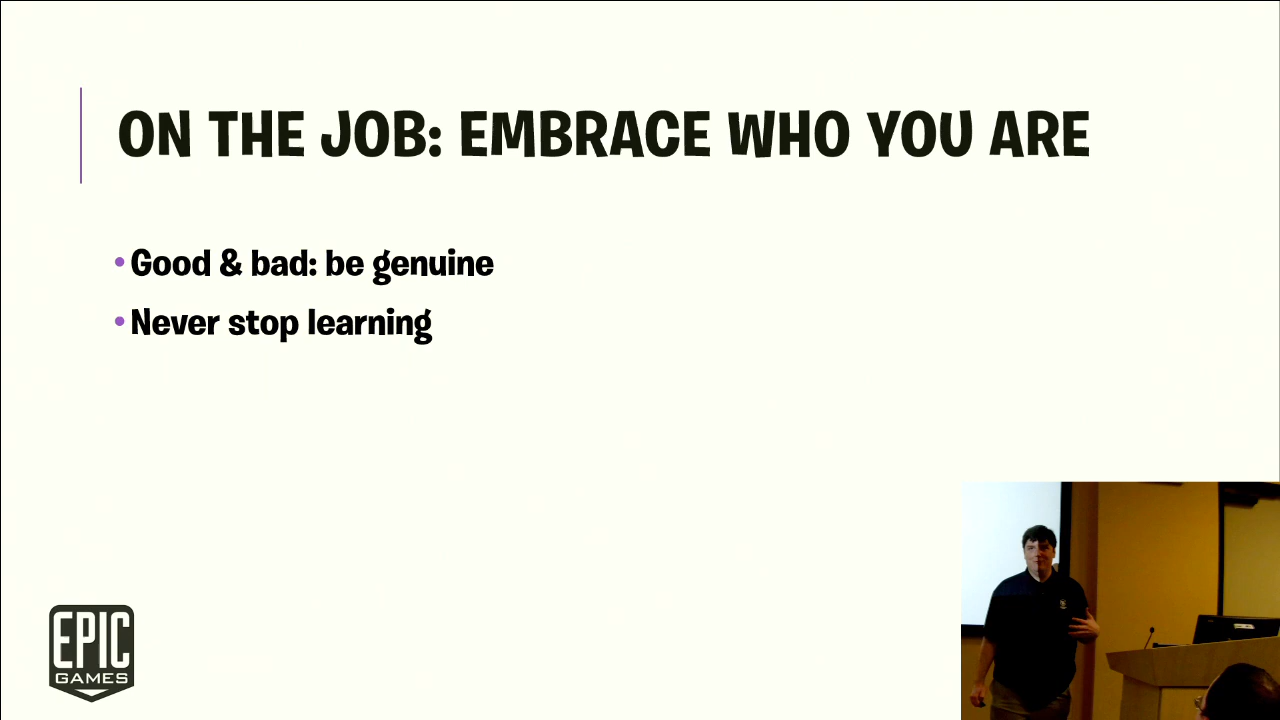 ON THE JOB: EMBRACE WHO YOU ARE
• Good & bad: be genuine
• Never stop learning
EPIC
GAMES